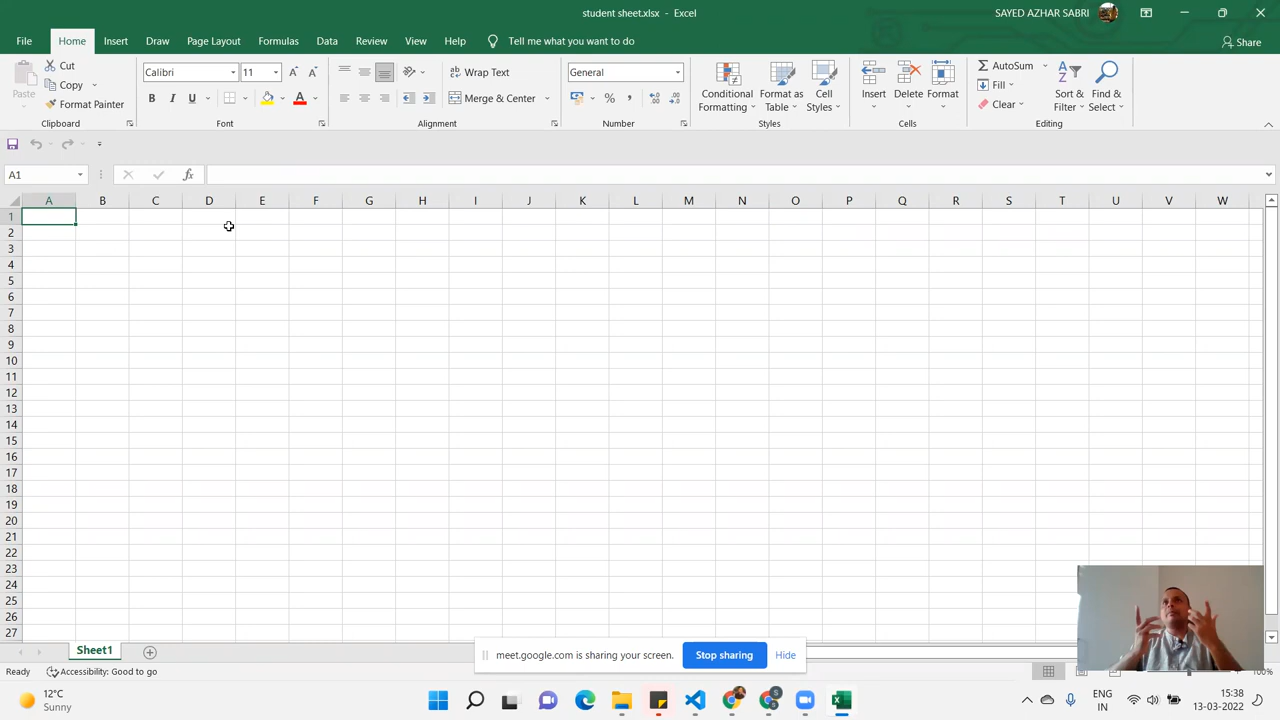 student sheet.xlsx - Excel
SAYED AZHAR SABRI
File Home Insert Draw Page Layout Formulas Data Review View Help Tell me what you want to do
Share
Paste
Cut
Copy
Format Painter
Clipboard
Calibri 11
B I U
Font
Wrap Text
Merge & Center
Alignment
General
Number
Conditional Formatting
Format as Table
Cell Styles
Styles
Insert Delete Format
Cells
AutoSum
Fill
Clear
Sort & Filter
Find & Select
Editing
A1
fx
A B C D E F G H I J K L M N O P Q R S T U V W
1
2
3
4
5
6
7
8
9
10
11
12
13
14
15
16
17
18
19
20
21
22
23
24
25
26
27
Sheet1
meet.google.com is sharing your screen. Stop sharing Hide
Ready Accessibility: Good to go 100%
12°C
Sunny
ENG
IN
15:38
13-03-2022